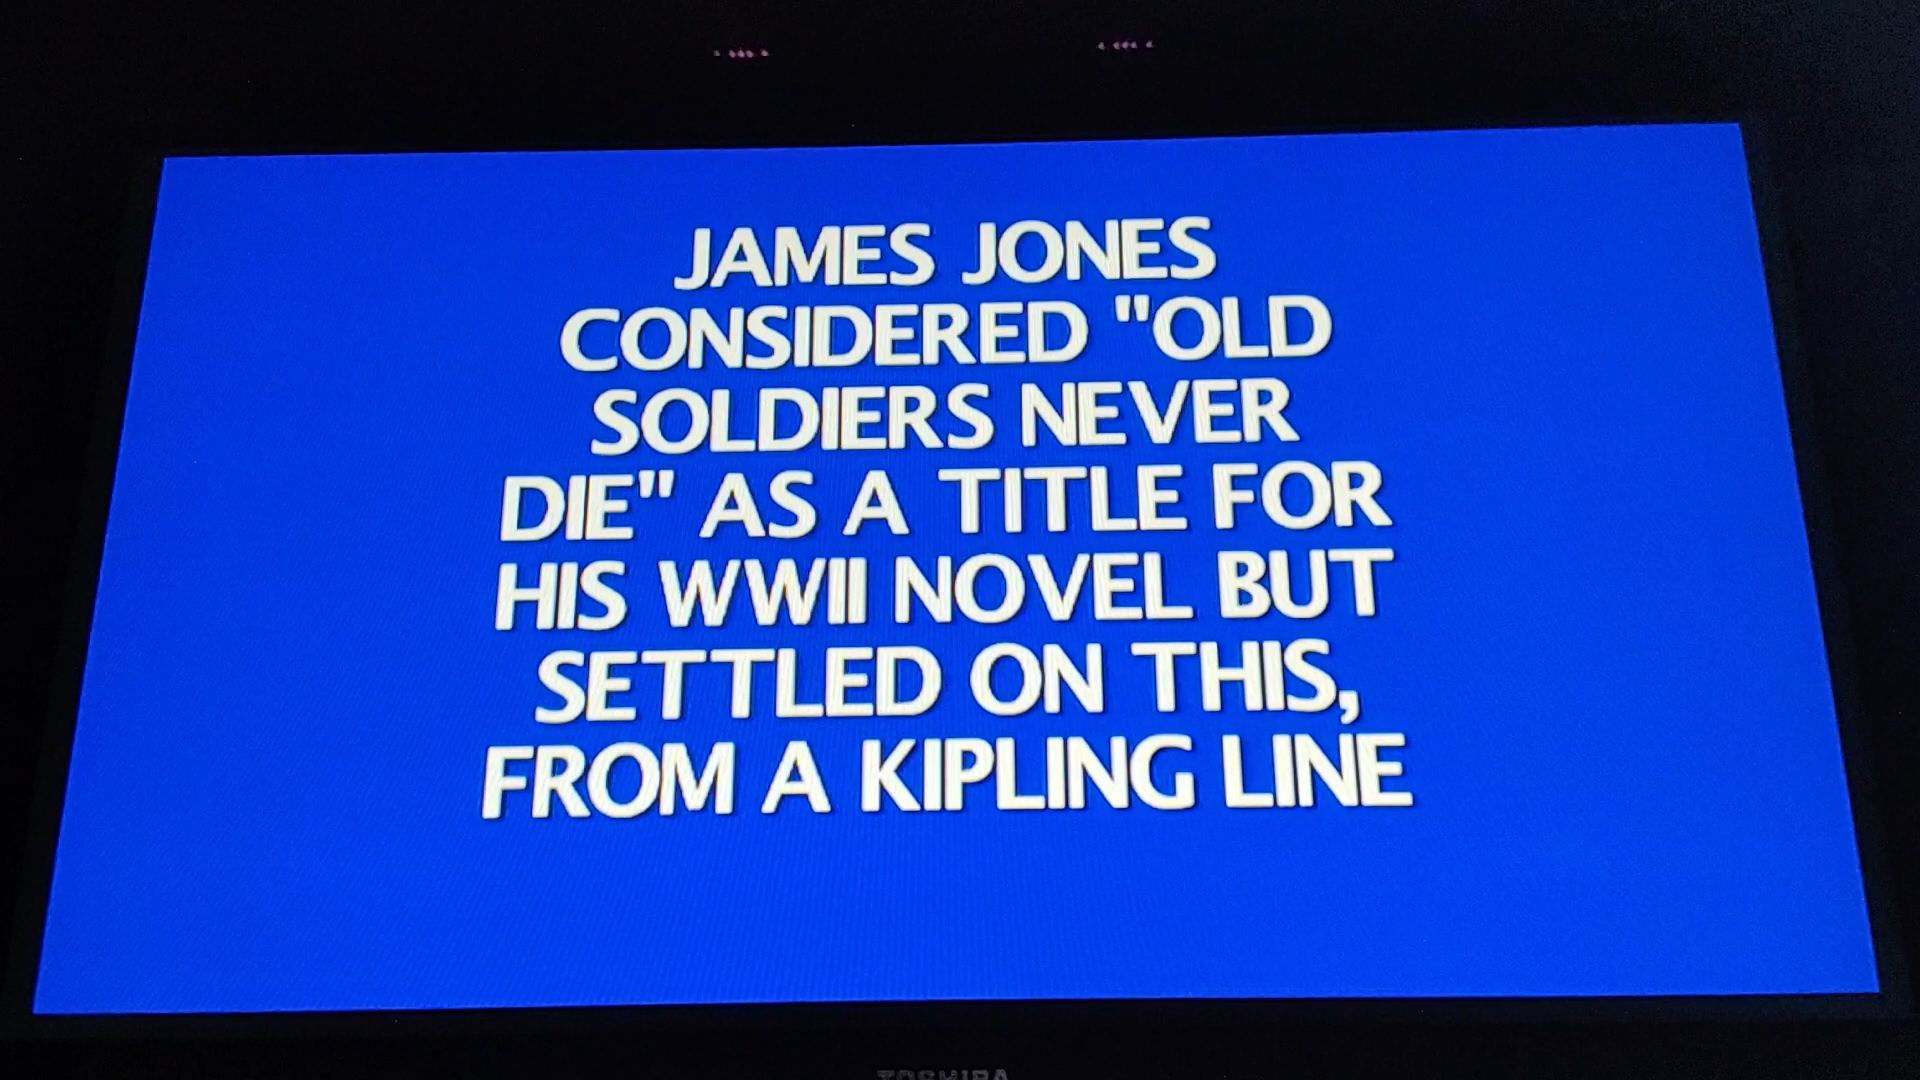 JAMES JONES
CONSIDERED "OLD
SOLDIERS NEVER
DIE" AS A TITLE FOR
HIS WWII NOVEL BUT
SETTLED ON THIS,
FROM A KIPLING LINE
TOSHIBA